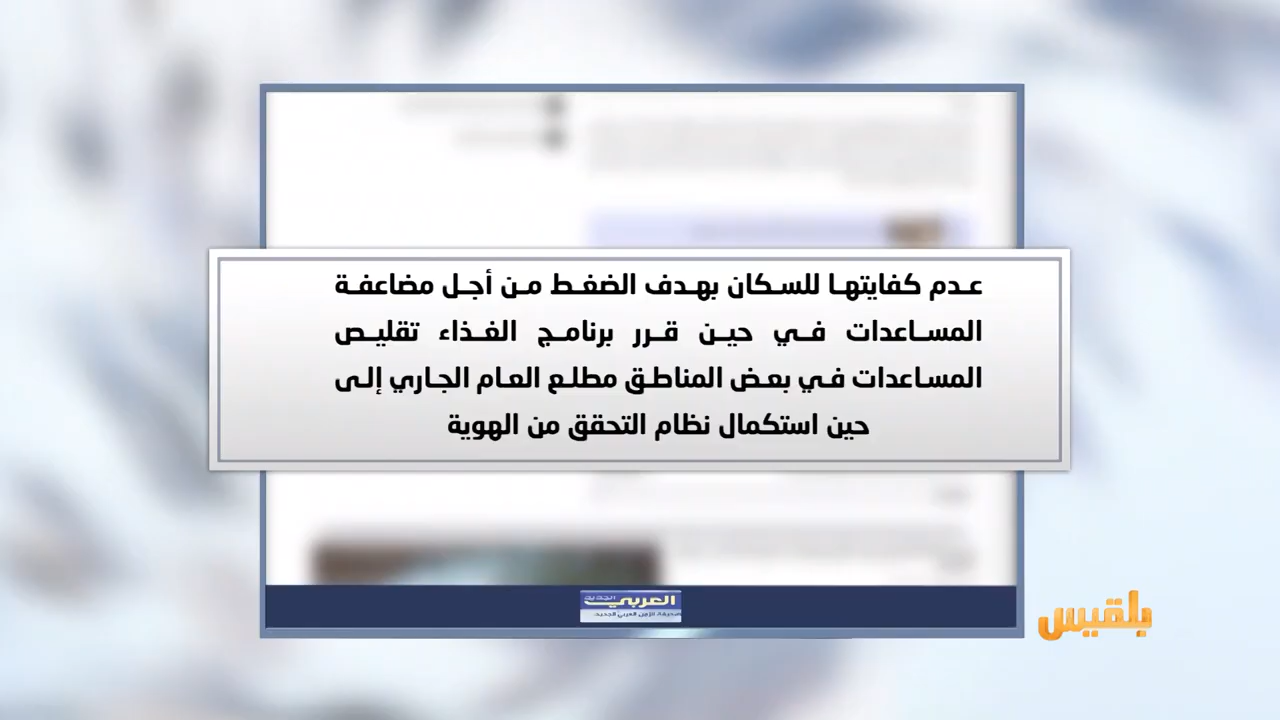 عدم كفايتها للسكان بهدف الضغط من أجل مضاعفة
المساعدات في حين قرر برنامج الغذاء تقليص
المساعدات في بعض المناطق مطلع العام الجاري إلى
حين استكمال نظام التحقق من الهوية
العربي الجديد
بلقيس